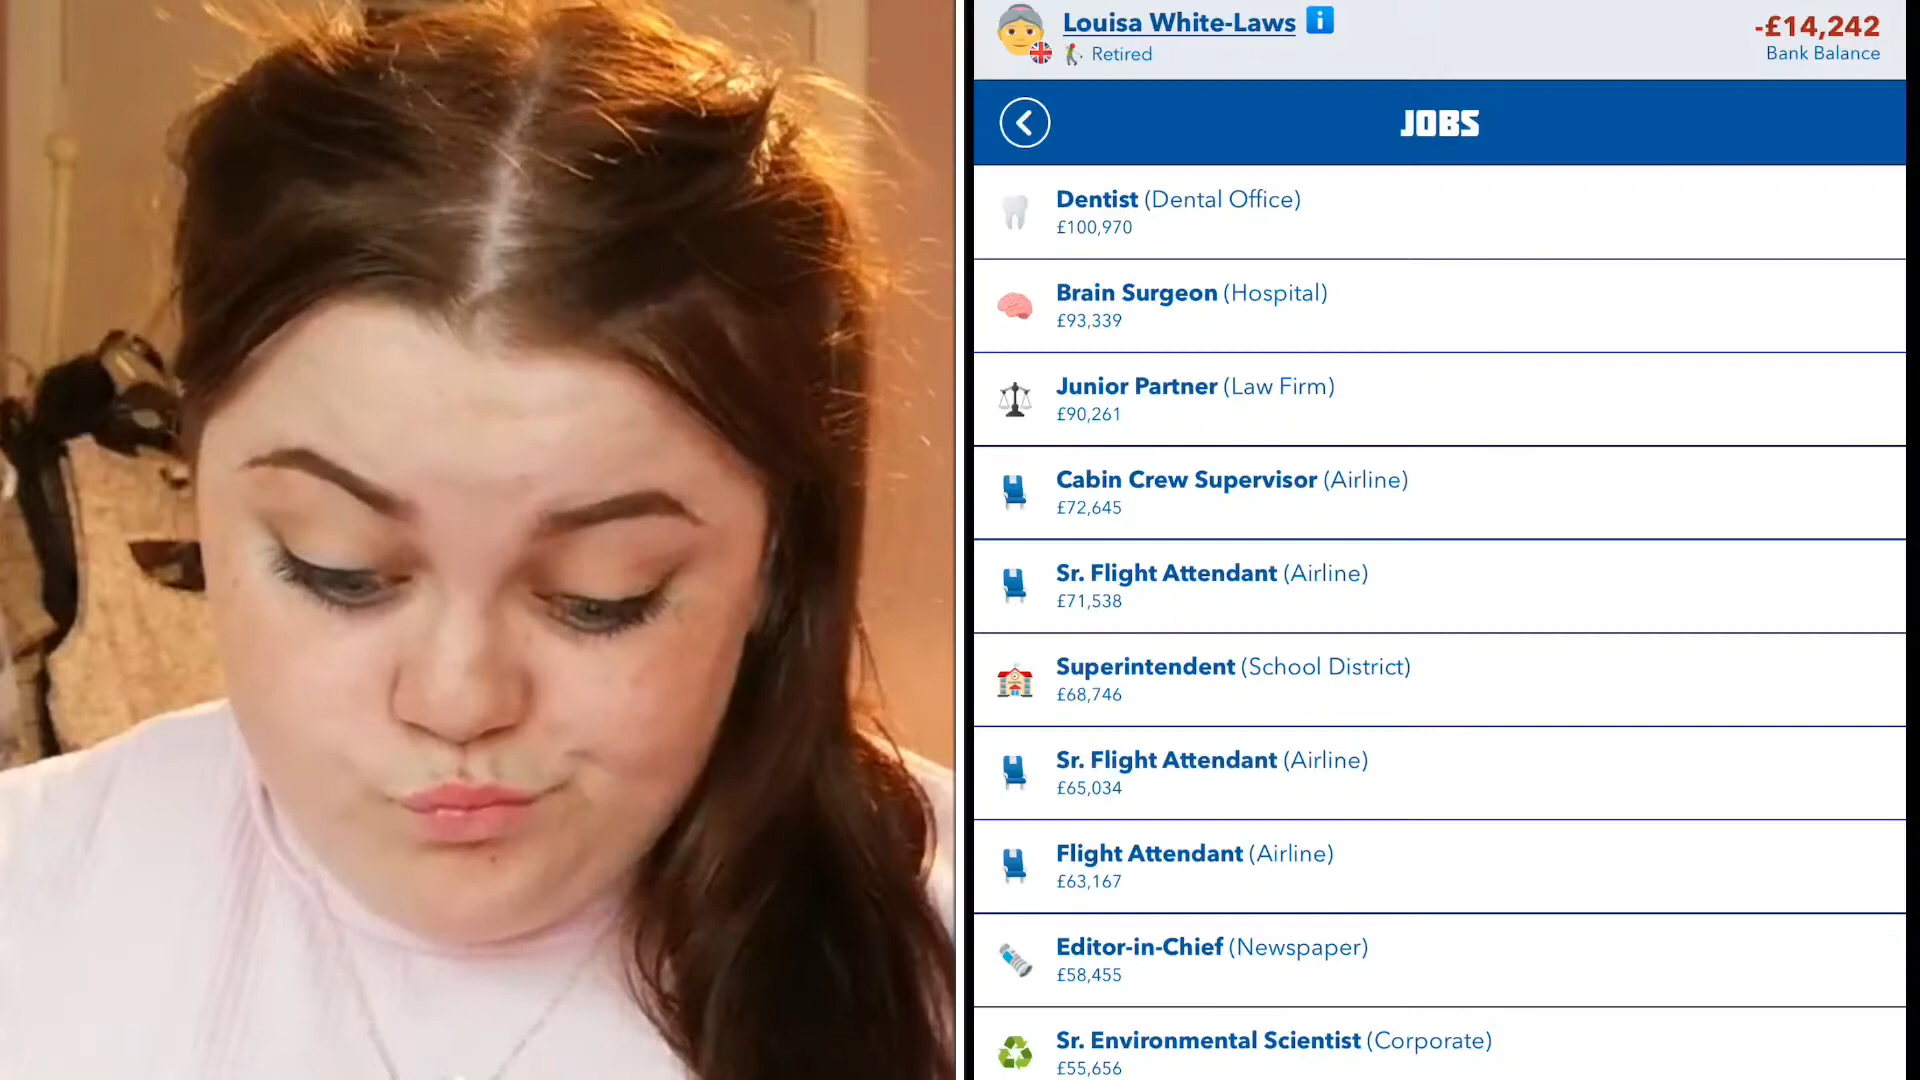 Louisa White-Laws
Retired
-£14,242
Bank Balance
JOBS
Dentist (Dental Office)
£100,970
Brain Surgeon (Hospital)
£93,339
Junior Partner (Law Firm)
£90,261
Cabin Crew Supervisor (Airline)
£72,645
Sr. Flight Attendant (Airline)
£71,538
Superintendent (School District)
£68,746
Sr. Flight Attendant (Airline)
£65,034
Flight Attendant (Airline)
£63,167
Editor-in-Chief (Newspaper)
£58,455
Sr. Environmental Scientist (Corporate)
£55,656